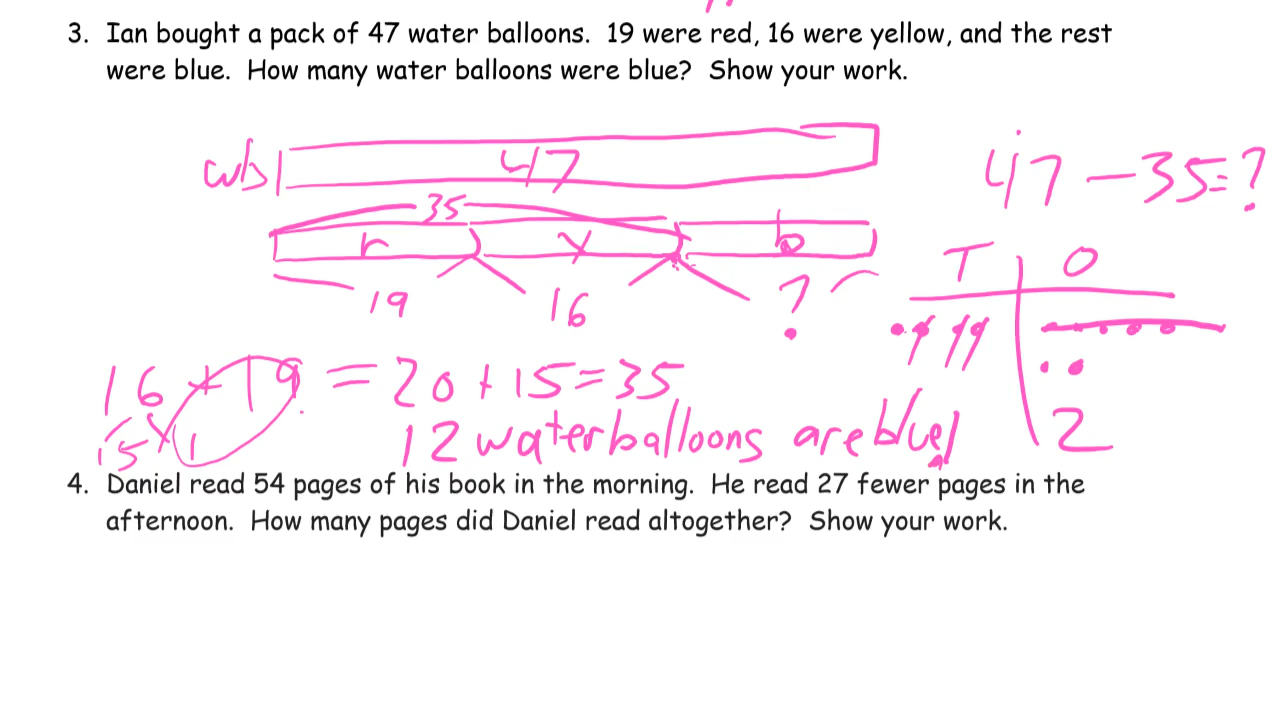 3. Ian bought a pack of 47 water balloons. 19 were red, 16 were yellow, and the rest
were blue. How many water balloons were blue? Show your work.
wb 47
47 - 35 = ?
35
r y b
19 16 ?
T O
16 + 19 = 20 + 15 = 35
15 1
2
12 waterballoons are blue!
4. Daniel read 54 pages of his book in the morning. He read 27 fewer pages in the
afternoon. How many pages did Daniel read altogether? Show your work.